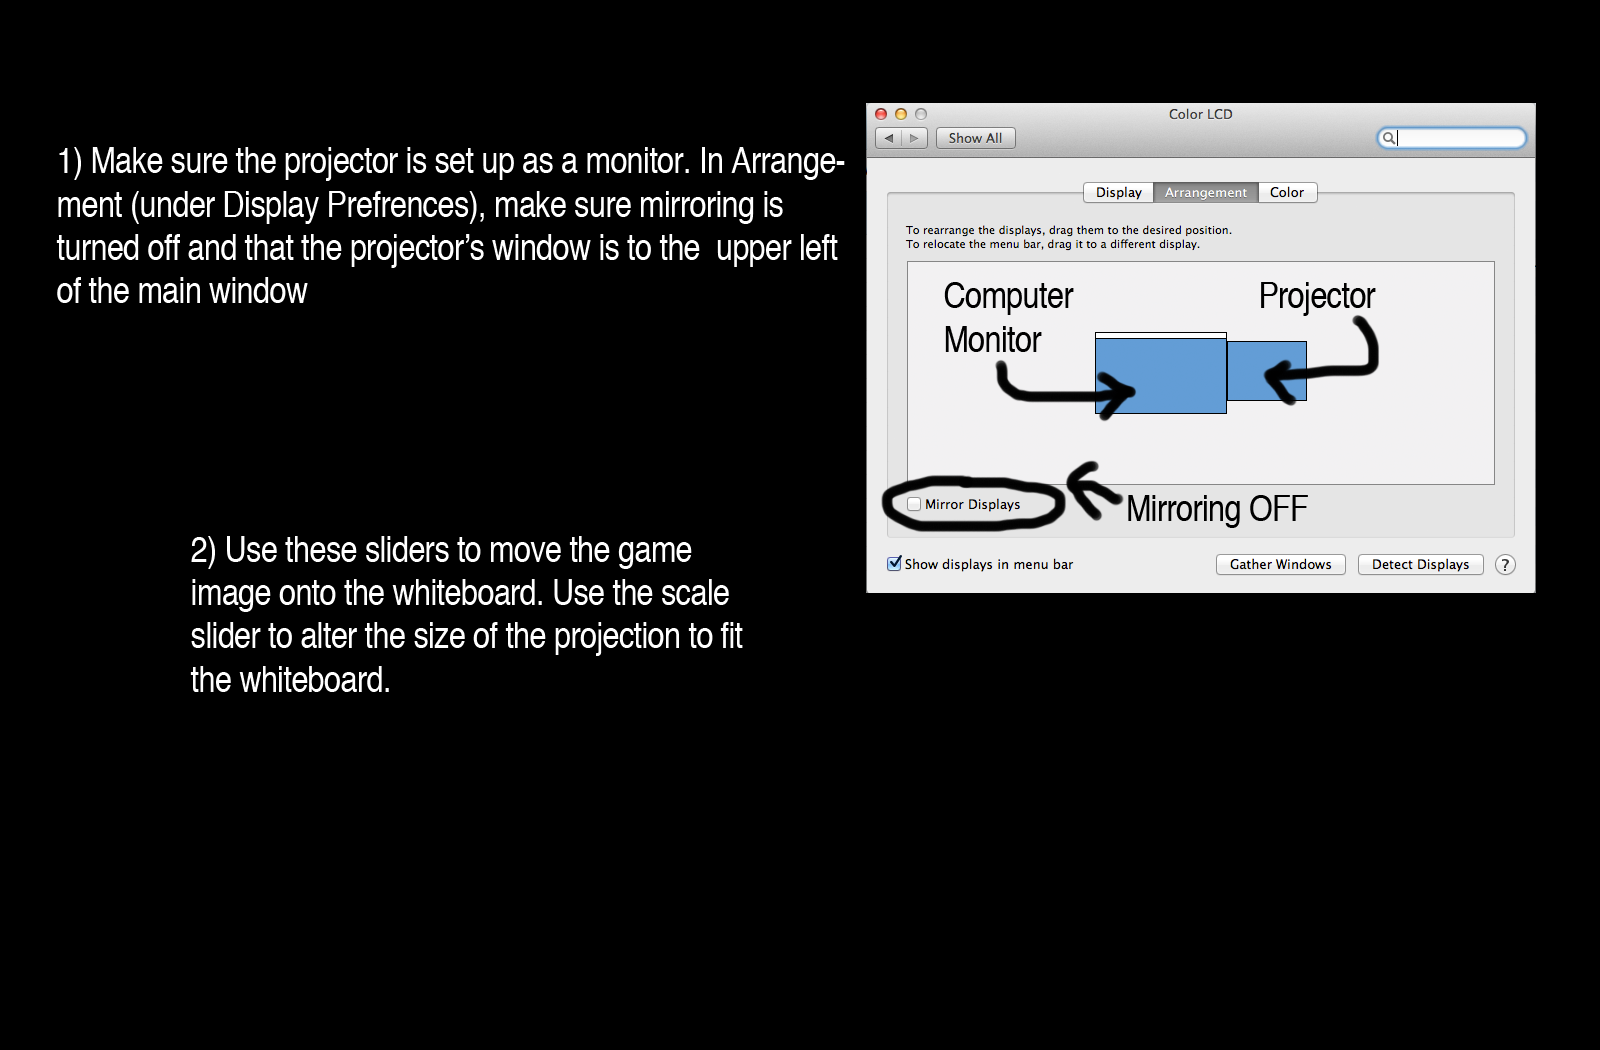 1) Make sure the projector is set up as a monitor. In Arrange-
ment (under Display Prefrences), make sure mirroring is
turned off and that the projector's window is to the  upper left
of the main window
2) Use these sliders to move the game
image onto the whiteboard. Use the scale
slider to alter the size of the projection to fit
the whiteboard.
Color LCD
Show All
Display Arrangement Color
To rearrange the displays, drag them to the desired position.
To relocate the menu bar, drag it to a different display.
Computer
Monitor
Projector
Mirror Displays
Mirroring OFF
Show displays in menu bar
Gather Windows Detect Displays ?